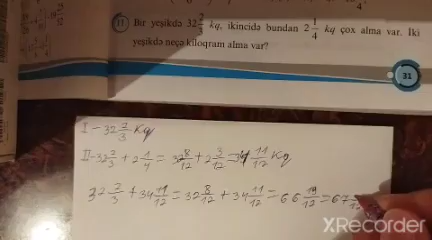 11 Bir yeşikdə 32 2/3 kq, ikincidə bundan 2 1/4 kq çox alma var. İki
yeşikdə neçə kiloqram alma var?
31
I - 32 2/3 kq
II - 32 2/3 + 2 1/4 = 32 8/12 + 2 3/12 = 34 11/12 kq
32 2/3 + 34 11/12 = 32 8/12 + 34 11/12 = 66 19/12 = 67
XRecorder